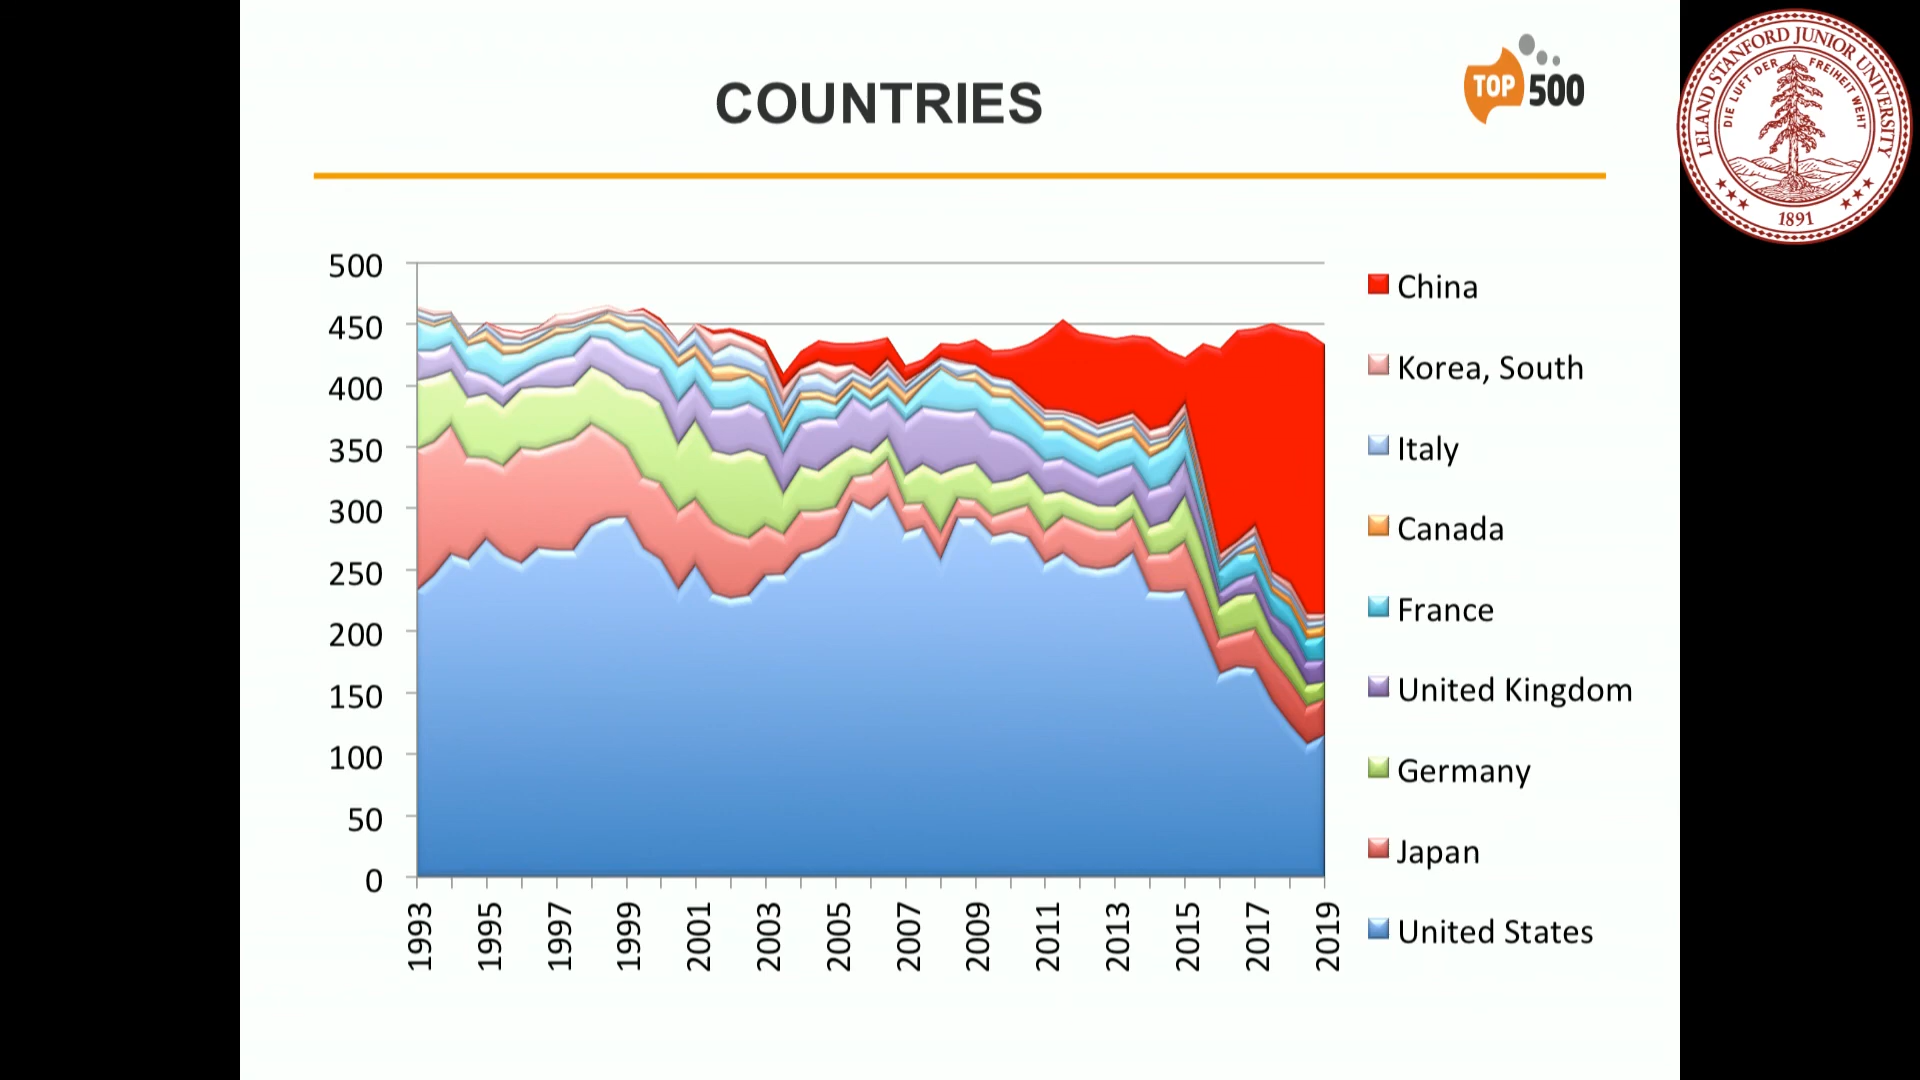 COUNTRIES
TOP 500
LELAND STANFORD JUNIOR UNIVERSITY
DIE LUFT DER FREIHEIT WEHT
1891
500
450
400
350
300
250
200
150
100
50
0
1993 1995 1997 1999 2001 2003 2005 2007 2009 2011 2013 2015 2017 2019
China
Korea, South
Italy
Canada
France
United Kingdom
Germany
Japan
United States